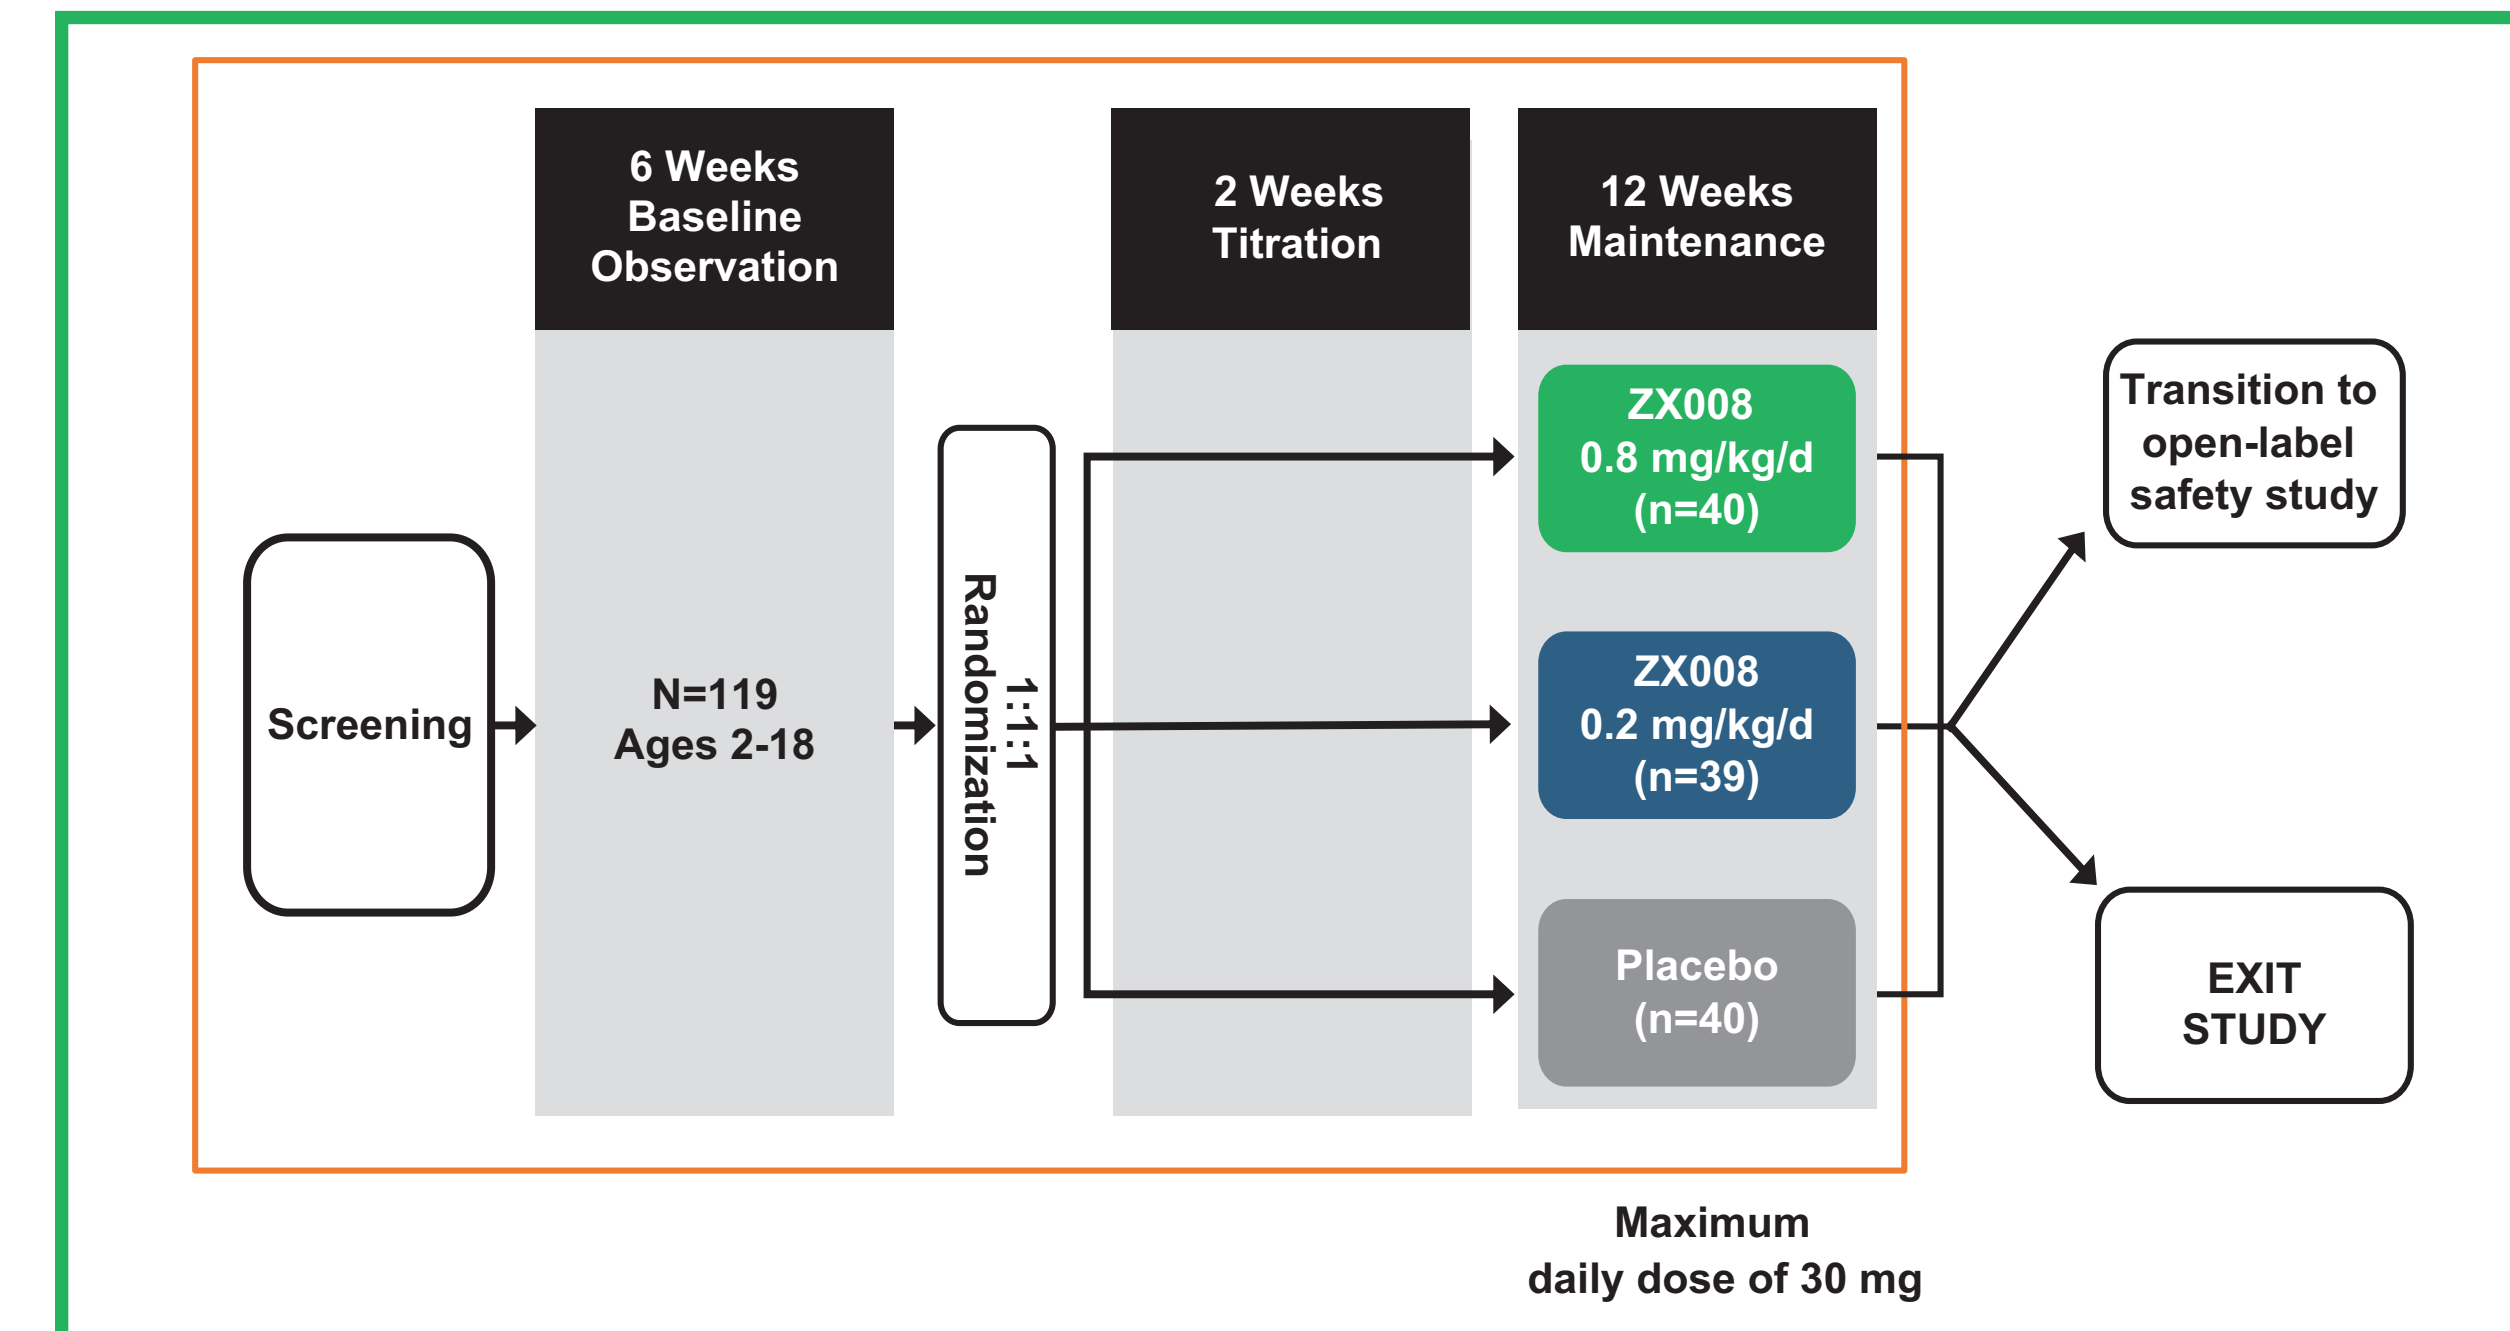 6 Weeks
Baseline
Observation
2 Weeks
Titration
12 Weeks
Maintenance
Screening
N=119
Ages 2-18
1:1:1
Randomization
ZX008
0.8 mg/kg/d
(n=40)
ZX008
0.2 mg/kg/d
(n=39)
Placebo
(n=40)
Transition to
open-label
safety study
EXIT
STUDY
Maximum
daily dose of 30 mg